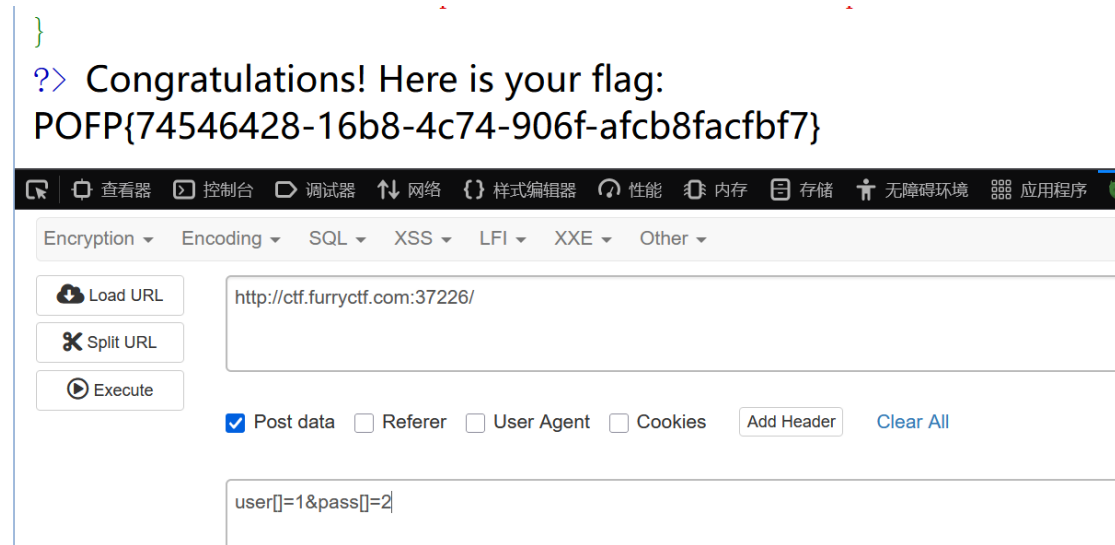 }
?> Congratulations! Here is your flag:
POFP{74546428-16b8-4c74-906f-afcb8facfbf7}
查看器 控制台 调试器 网络 {} 样式编辑器 性能 内存 存储 无障碍环境 应用程序
Encryption Encoding SQL XSS LFI XXE Other
Load URL
http://ctf.furryctf.com:37226/
Split URL
Execute
Post data Referer User Agent Cookies Add Header Clear All
user[]=1&pass[]=2